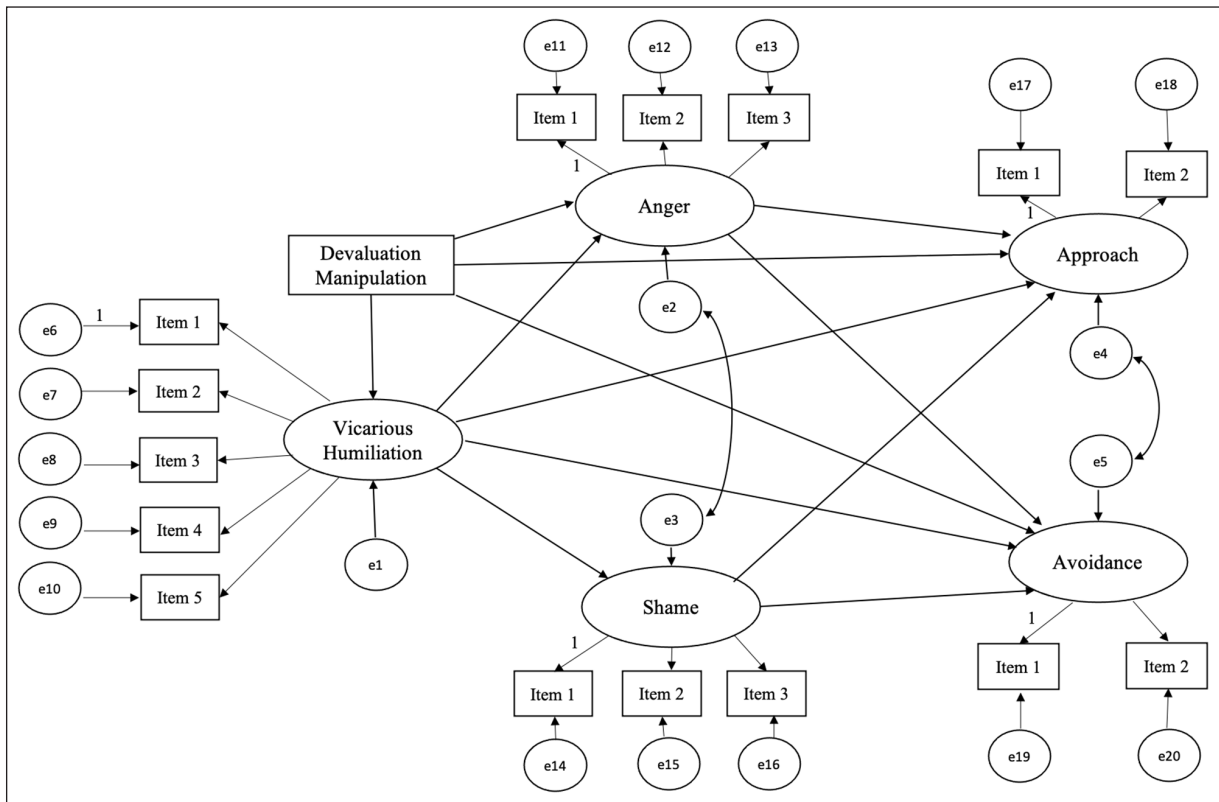 e11
e12
e13
Item 1
Item 2
Item 3
1
Anger
e17
e18
Item 1
Item 2
1
Approach
Devaluation
Manipulation
e2
e4
e6
1
Item 1
e7
Item 2
e8
Item 3
e9
Item 4
e10
Item 5
Vicarious
Humiliation
e1
e3
e5
Shame
Avoidance
1
Item 1
Item 2
Item 3
e14
e15
e16
1
Item 1
Item 2
e19
e20